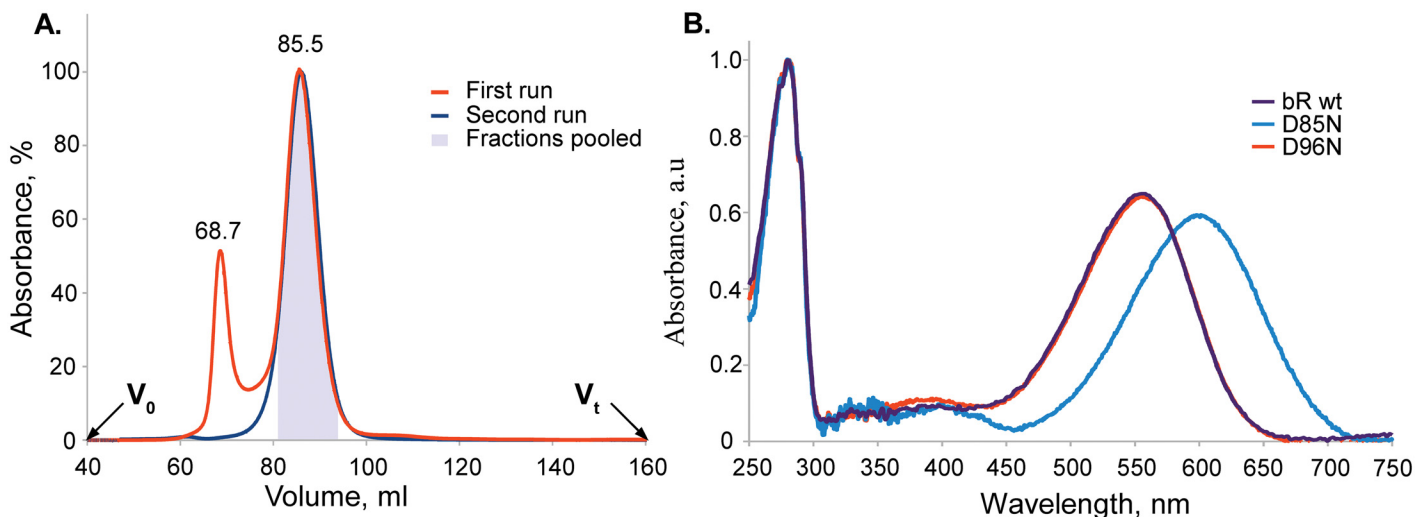 A.
85.5
68.7
First run
Second run
Fractions pooled
Absorbance, %
100
80
60
40
20
0
V0
Vt
40 60 80 100 120 140 160
Volume, ml
B.
bR wt
D85N
D96N
Absorbance, a.u
1.0
0.8
0.6
0.4
0.2
0
250 300 350 400 450 500 550 600 650 700 750
Wavelength, nm